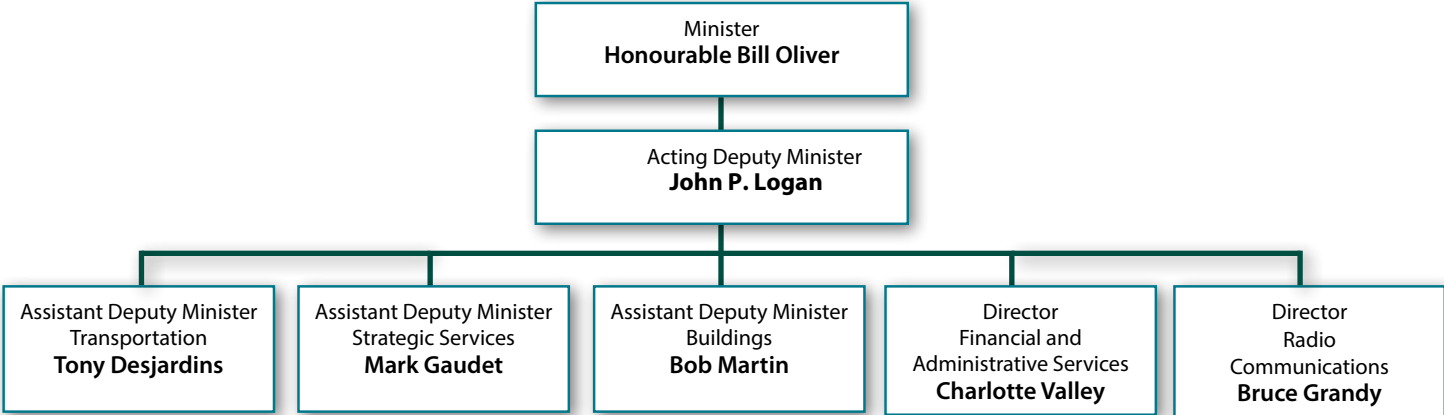 Minister
Honourable Bill Oliver
Acting Deputy Minister
John P. Logan
Assistant Deputy Minister
Transportation
Tony Desjardins
Assistant Deputy Minister
Strategic Services
Mark Gaudet
Assistant Deputy Minister
Buildings
Bob Martin
Director
Financial and
Administrative Services
Charlotte Valley
Director
Radio
Communications
Bruce Grandy